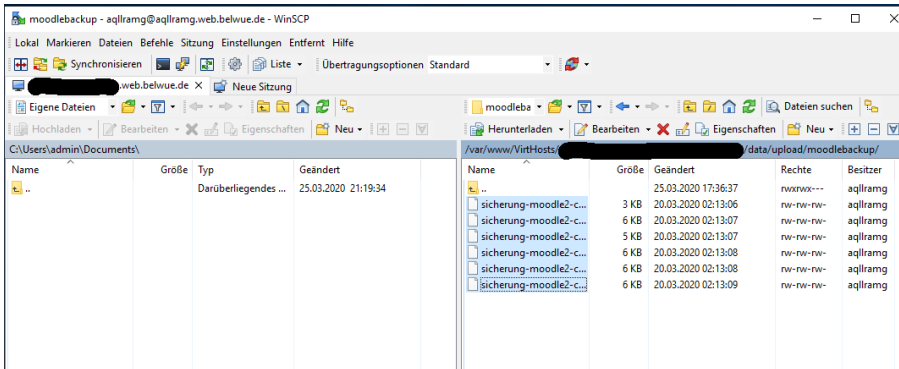 moodlebackup - aqllramg@aqllramg.web.belwue.de - WinSCP
Lokal Markieren Dateien Befehle Sitzung Einstellungen Entfernt Hilfe
Synchronisieren Liste Übertragungsoptionen Standard
.web.belwue.de X Neue Sitzung
Eigene Dateien moodleba Dateien suchen
Hochladen Bearbeiten Eigenschaften Neu Herunterladen Bearbeiten Eigenschaften Neu
C:\Users\admin\Documents\ /var/www/VirtHosts/ /data/upload/moodlebackup/
Name Größe Typ Geändert Name Größe Geändert Rechte Besitzer
.. Darüberliegendes ... 25.03.2020 21:19:34 .. 25.03.2020 17:36:37 rwxrwx--- aqllramg
sicherung-moodle2-c... 3 KB 20.03.2020 02:13:06 rw-rw-rw- aqllramg
sicherung-moodle2-c... 6 KB 20.03.2020 02:13:07 rw-rw-rw- aqllramg
sicherung-moodle2-c... 5 KB 20.03.2020 02:13:07 rw-rw-rw- aqllramg
sicherung-moodle2-c... 6 KB 20.03.2020 02:13:08 rw-rw-rw- aqllramg
sicherung-moodle2-c... 6 KB 20.03.2020 02:13:08 rw-rw-rw- aqllramg
sicherung-moodle2-c... 6 KB 20.03.2020 02:13:09 rw-rw-rw- aqllramg